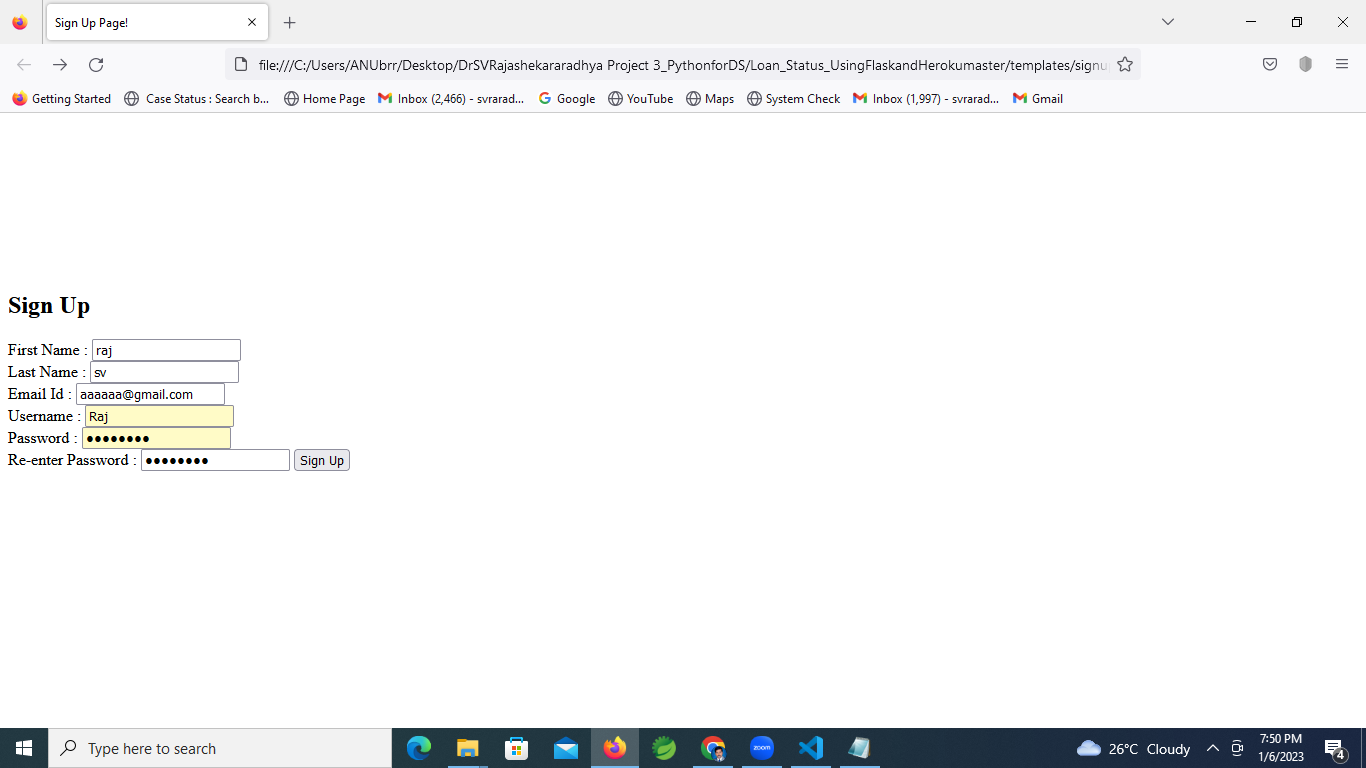 Sign Up Page!
file:///C:/Users/ANUbrr/Desktop/DrSVRajashekararadhya Project 3_PythonforDS/Loan_Status_UsingFlaskandHerokumaster/templates/signu
Getting Started Case Status : Search b... Home Page Inbox (2,466) - svrarad... Google YouTube Maps System Check Inbox (1,997) - svrarad... Gmail
Sign Up
First Name : raj
Last Name : sv
Email Id : aaaaaa@gmail.com
Username : Raj
Password : ●●●●●●●●
Re-enter Password : ●●●●●●●● Sign Up
Type here to search zoom 26°C Cloudy 7:50 PM
1/6/2023 4